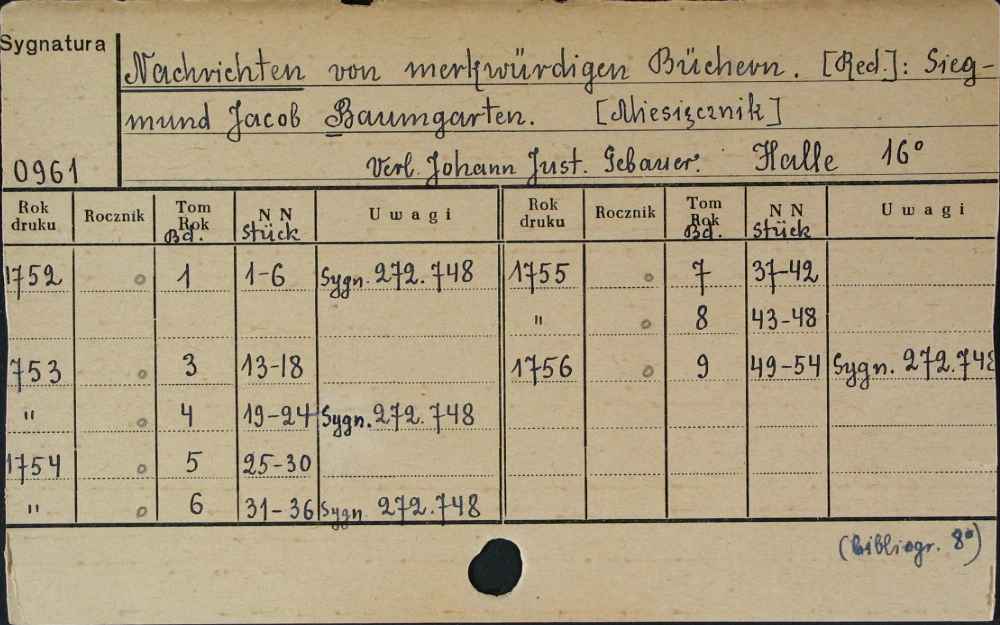 Sygnatura
Nachrichten von merkwürdigen Büchern. [Red.]: Sieg-
mund Jacob Baumgarten. [Miesięcznik]
0961 Verl. Johann Just. Gebauer. Halle 16°
Rok druku Rocznik Tom Rok Bd. N N Stück Uwagi Rok druku Rocznik Tom Rok Bd. N N Stück Uwagi
1752 o 1 1-6 Sygn. 272.748 1755 o 7 37-42
" o 8 43-48
1753 o 3 13-18 1756 o 9 49-54 Sygn. 272.748
" o 4 19-24 Sygn. 272.748
1754 o 5 25-30
" o 6 31-36 Sygn 272.748
(bibliogr. 8°)